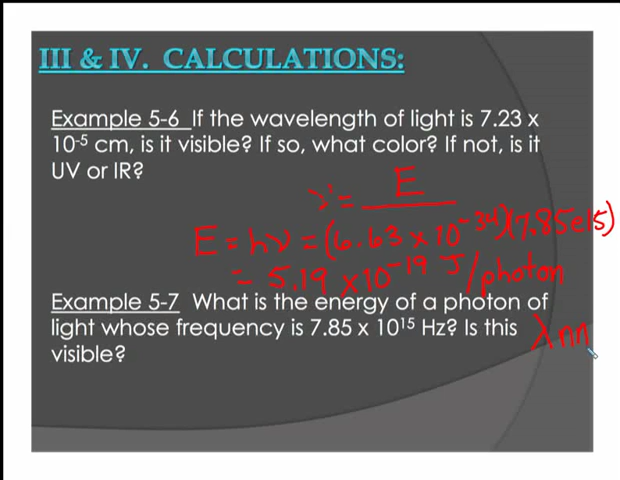 III & IV. CALCULATIONS:
Example 5-6 If the wavelength of light is 7.23 x
10⁻⁵ cm, is it visible? If so, what color? If not, is it
UV or IR?
ν = E
E = hν = (6.63 x 10⁻³⁴)(7.85e15)
= 5.19 x 10⁻¹⁹ J/photon
Example 5-7 What is the energy of a photon of
light whose frequency is 7.85 x 10¹⁵ Hz? Is this
visible?
λ nn